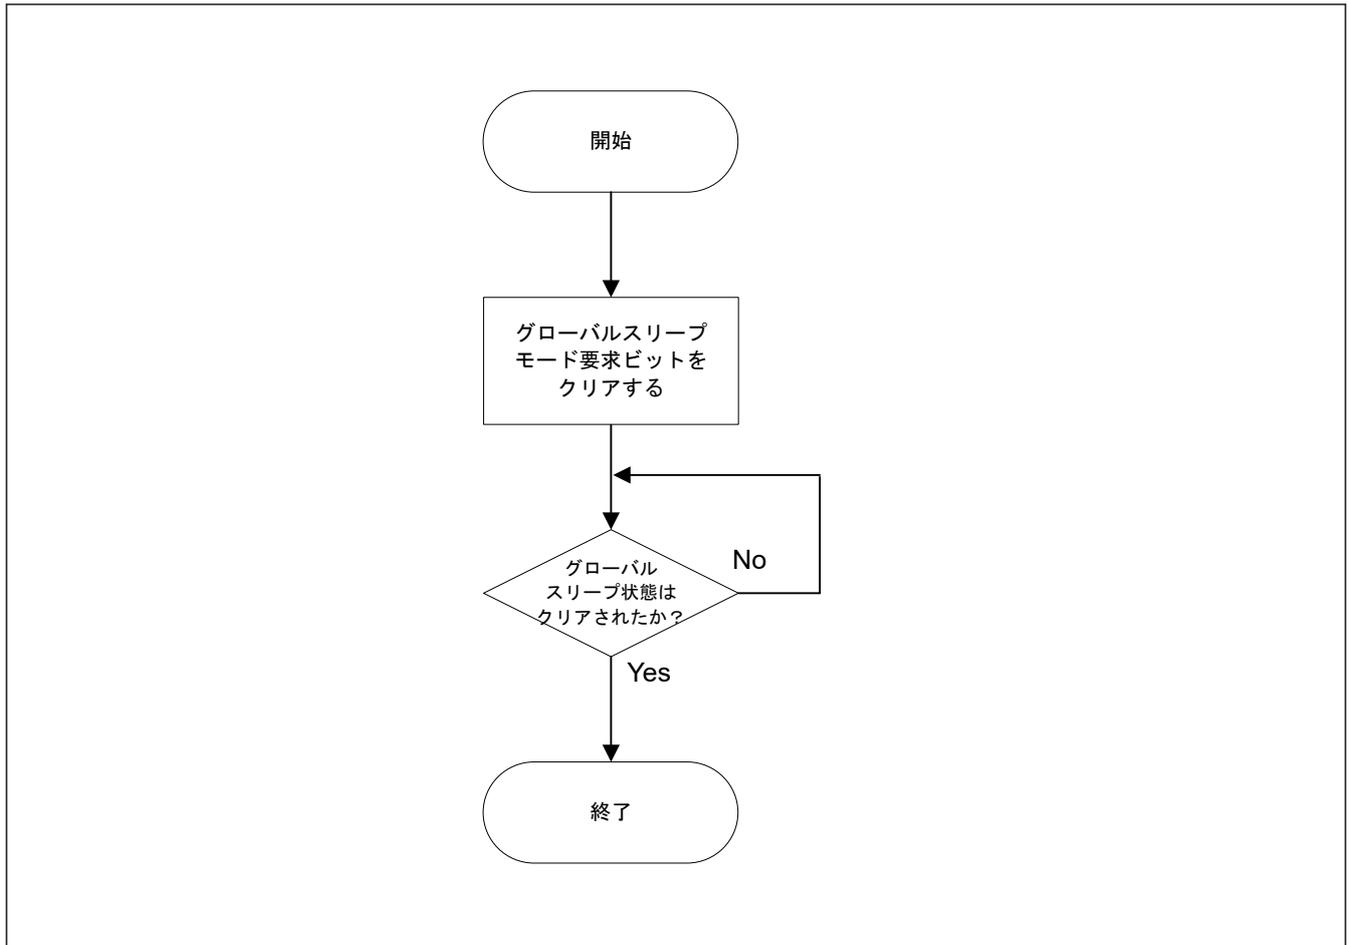 開始
グローバルスリープ
モード要求ビットを
クリアする
グローバル
スリープ状態は
クリアされたか？
No
Yes
終了